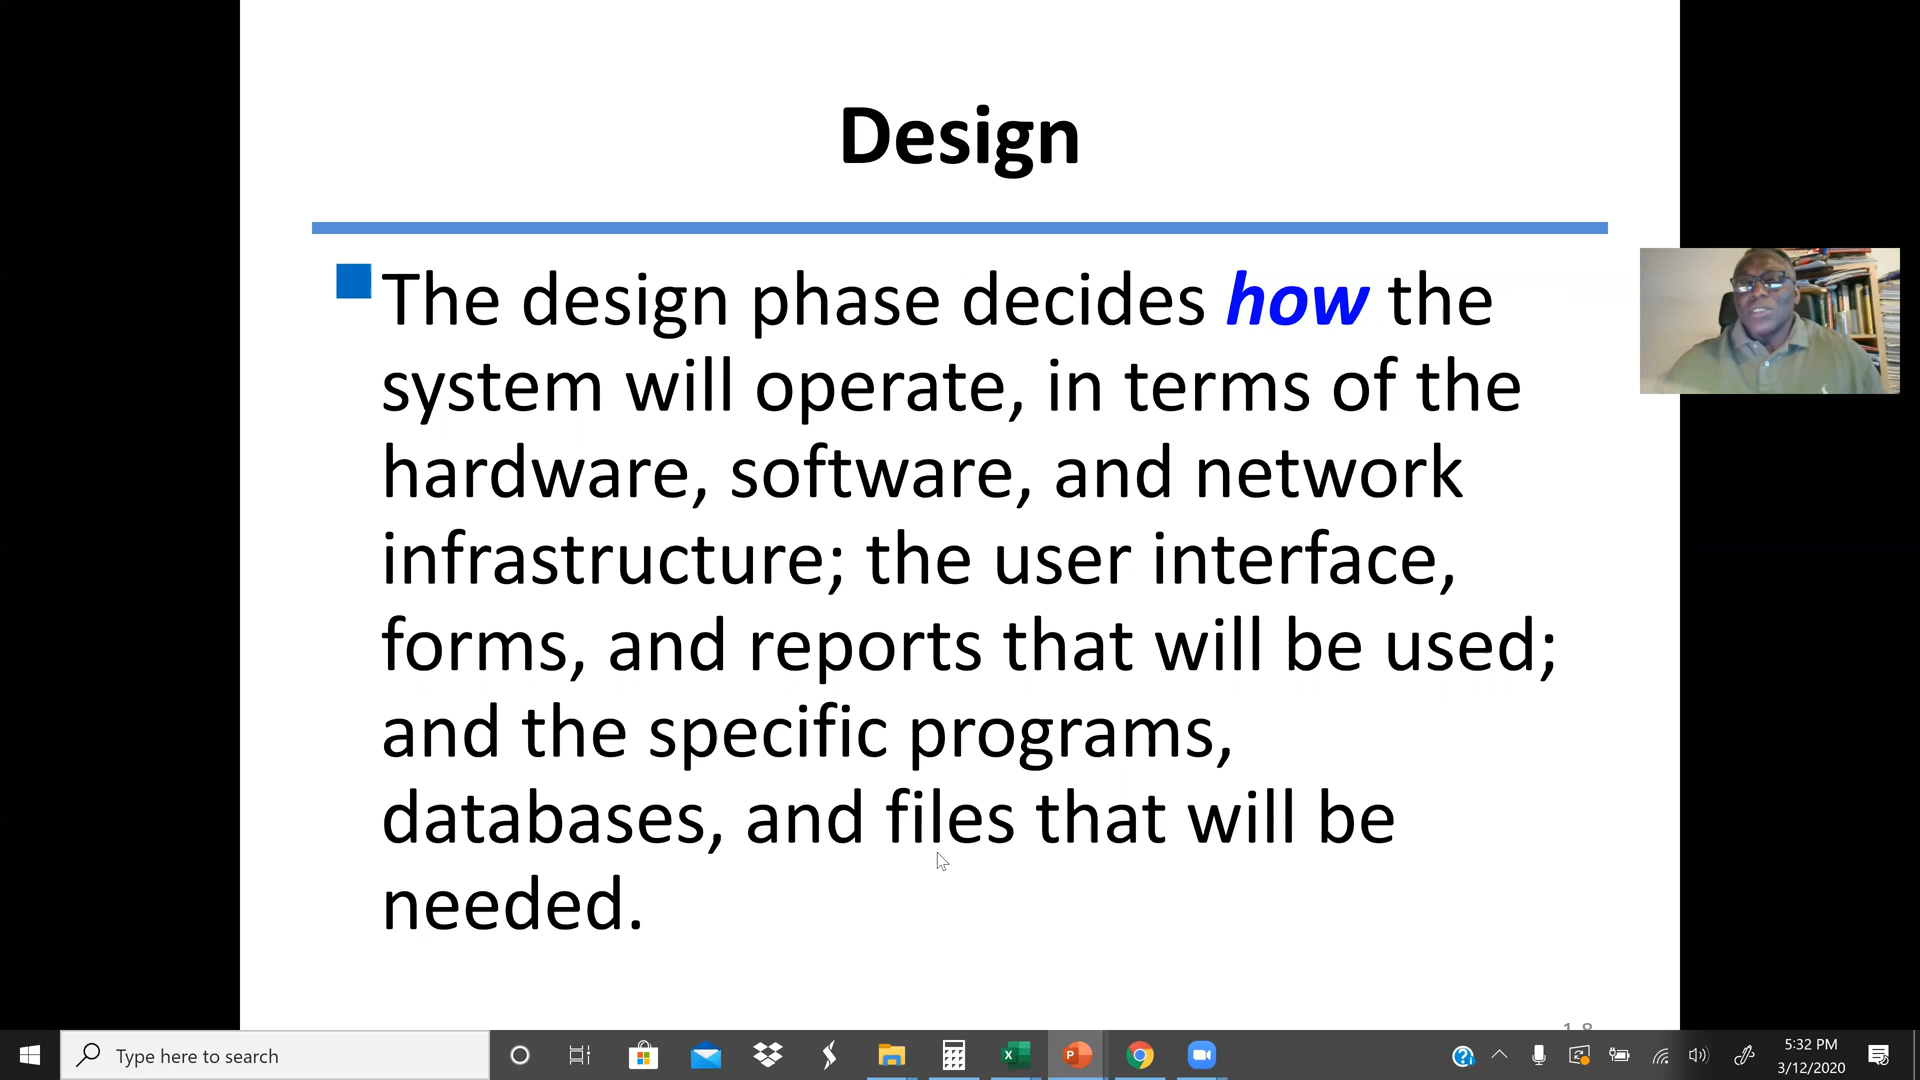 Design
The design phase decides how the
system will operate, in terms of the
hardware, software, and network
infrastructure; the user interface,
forms, and reports that will be used;
and the specific programs,
databases, and files that will be
needed.
Type here to search
5:32 PM
3/12/2020